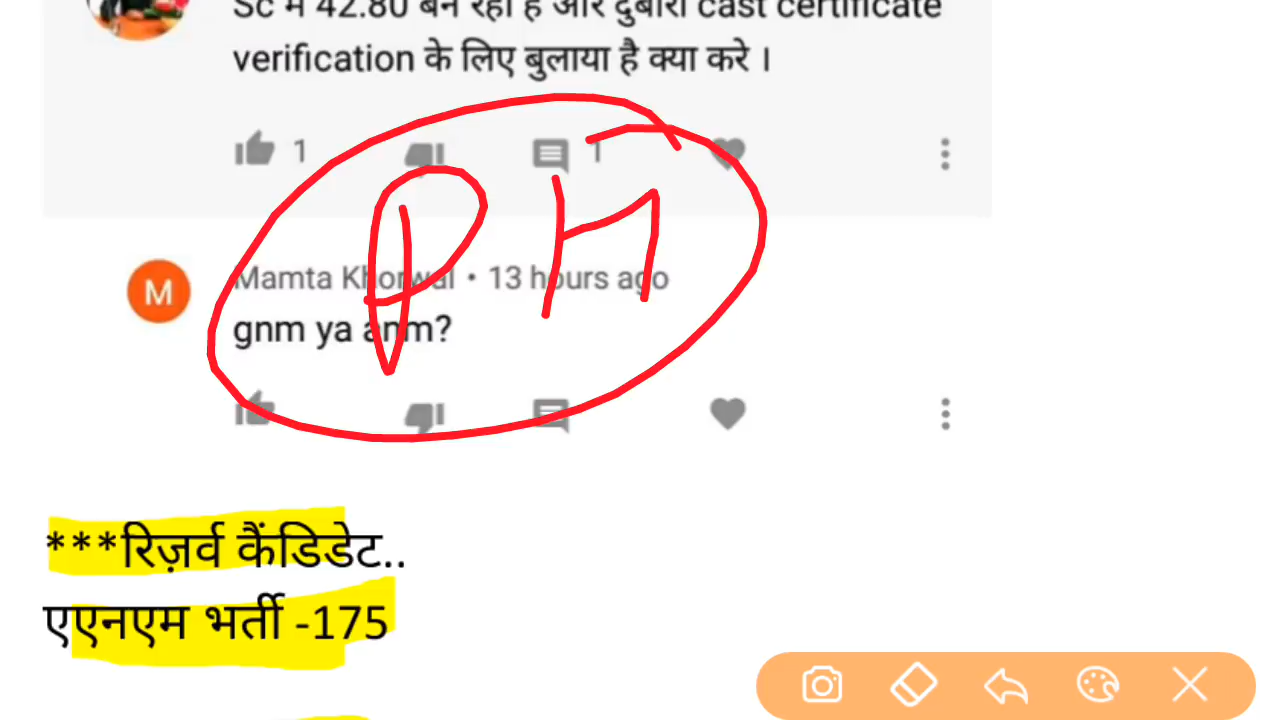 Sc में 42.80 बन रहा है और दुबारा cast certificate
verification के लिए बुलाया है क्या करे ।
1
1
PH
M
Mamta Khorwal • 13 hours ago
gnm ya anm?
***रिज़र्व कैंडिडेट..
एएनएम भर्ती -175